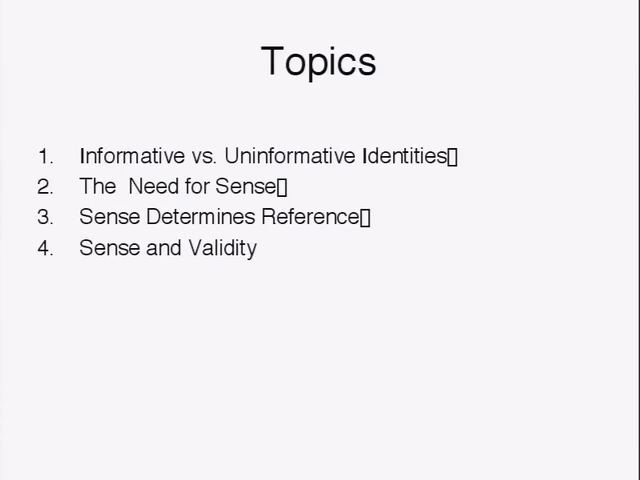 Topics
1. Informative vs. Uninformative Identities▯
2. The  Need for Sense▯
3. Sense Determines Reference▯
4. Sense and Validity